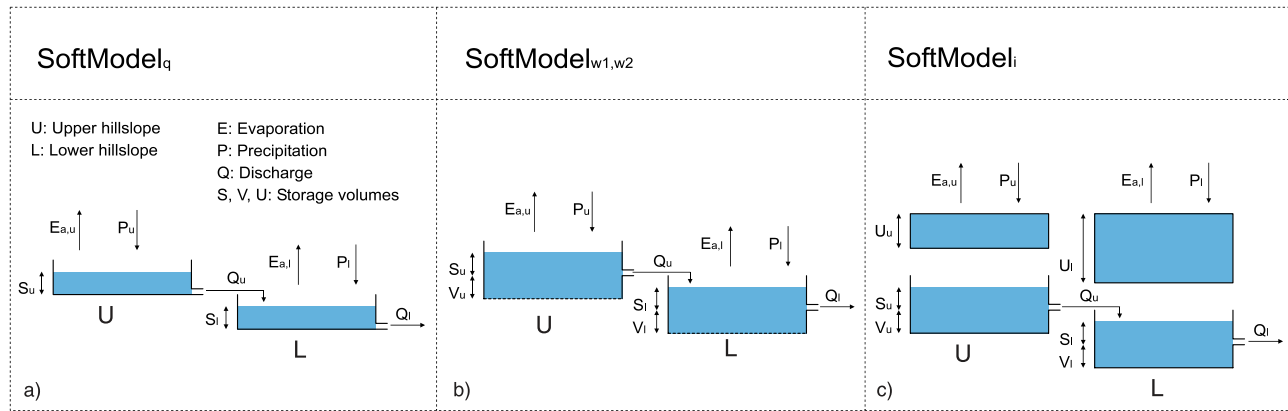 SoftModelq
SoftModelw1,w2
SoftModeli
U: Upper hillslope
L: Lower hillslope
E: Evaporation
P: Precipitation
Q: Discharge
S, V, U: Storage volumes
Ea,u
Pu
Su
Qu
U
Ea,l
Pl
Sl
Ql
L
a)
Ea,u
Pu
Su
Vu
Qu
U
Ea,l
Pl
Sl
Vl
Ql
L
b)
Ea,u
Pu
Ea,l
Pl
Uu
Ul
Su
Vu
Qu
U
Sl
Vl
Ql
L
c)